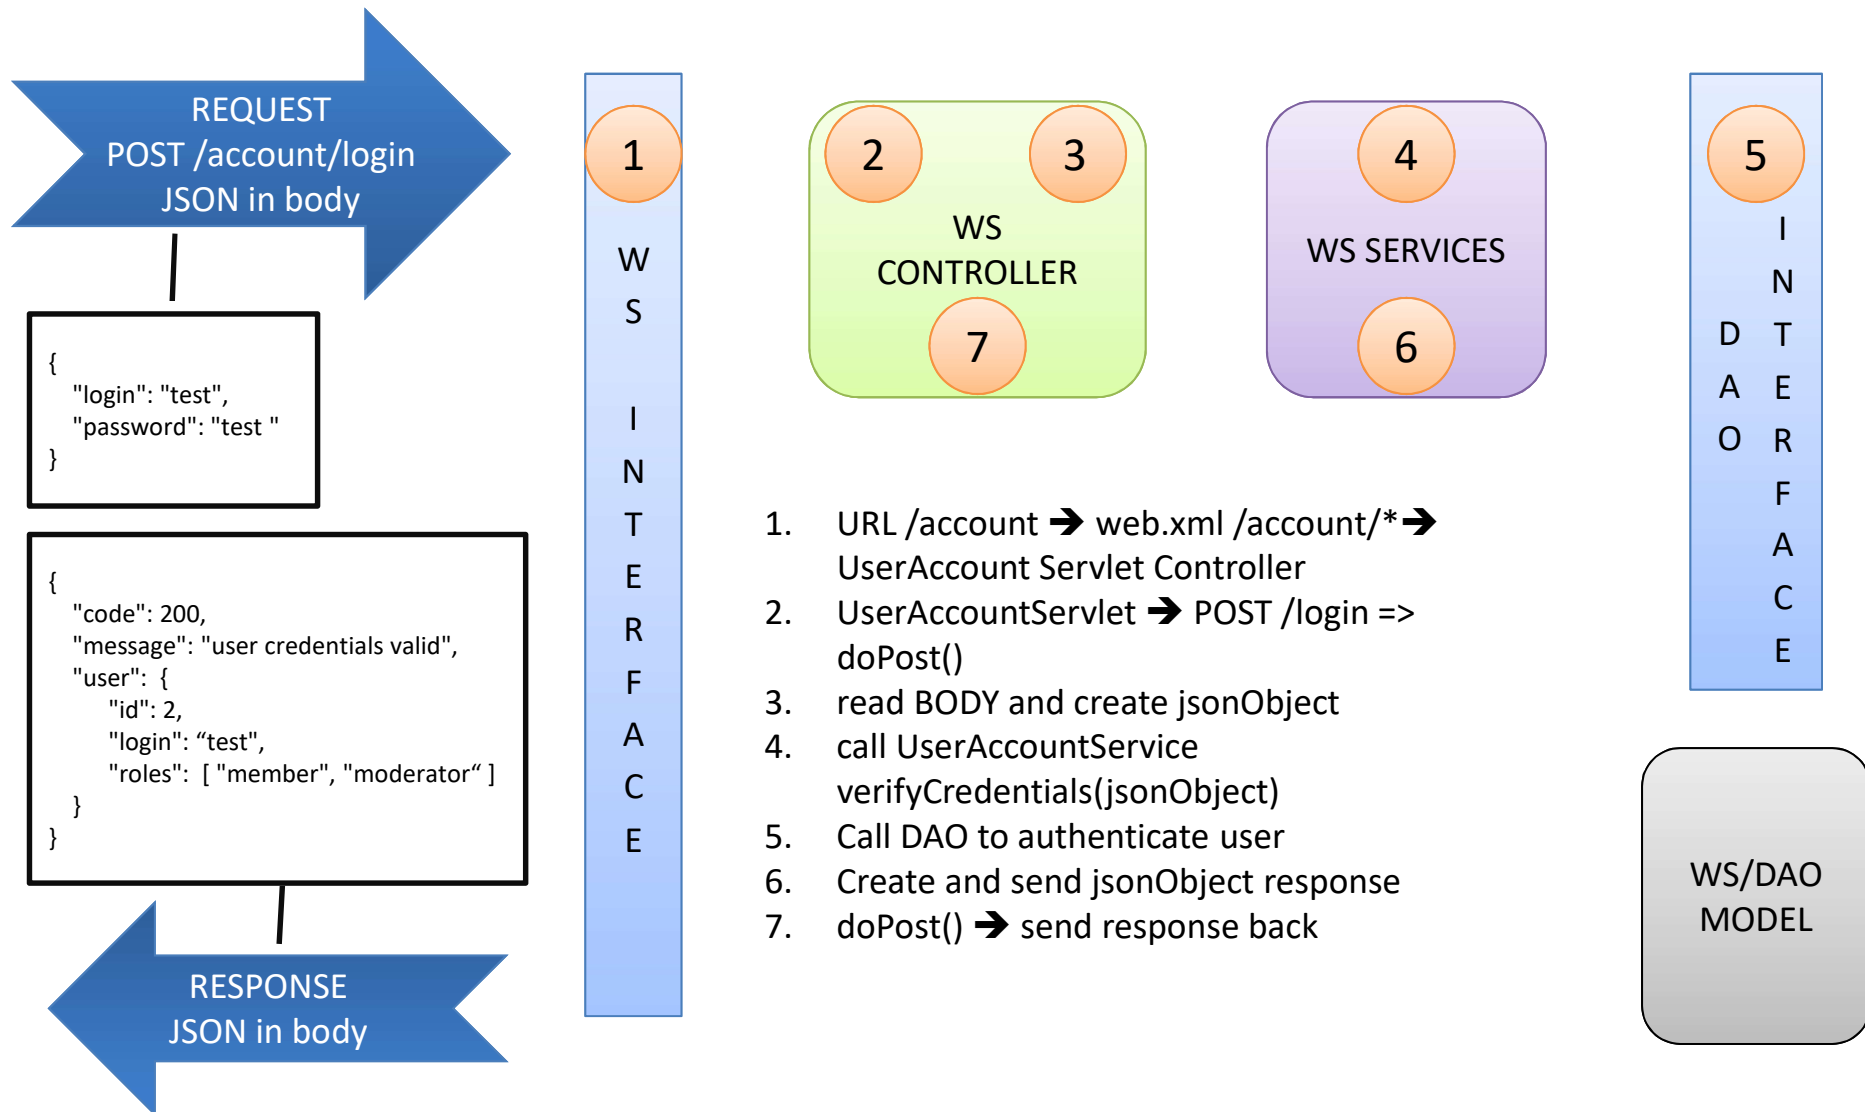 REQUEST
POST /account/login
JSON in body
{
"login": "test",
"password": "test "
}
{
"code": 200,
"message": "user credentials valid",
"user":  {
"id": 2,
"login": “test",
"roles":  [ "member", "moderator“ ]
}
}
RESPONSE
JSON in body
1
WS INTERFACE
2
3
WS
CONTROLLER
7
4
WS SERVICES
6
5
DAO
INTERFACE
1. URL /account ➔ web.xml /account/*➔
UserAccount Servlet Controller
2. UserAccountServlet ➔ POST /login =>
doPost()
3. read BODY and create jsonObject
4. call UserAccountService
verifyCredentials(jsonObject)
5. Call DAO to authenticate user
6. Create and send jsonObject response
7. doPost() ➔ send response back
WS/DAO
MODEL